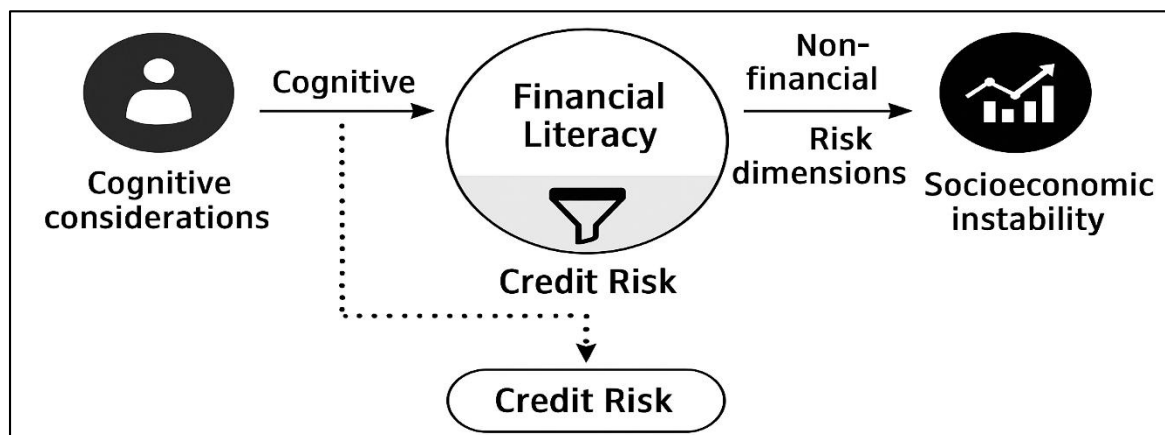 Cognitive
considerations
Cognitive
Financial
Literacy
Credit Risk
Non-
financial
Risk
dimensions
Socioeconomic
instability
Credit Risk